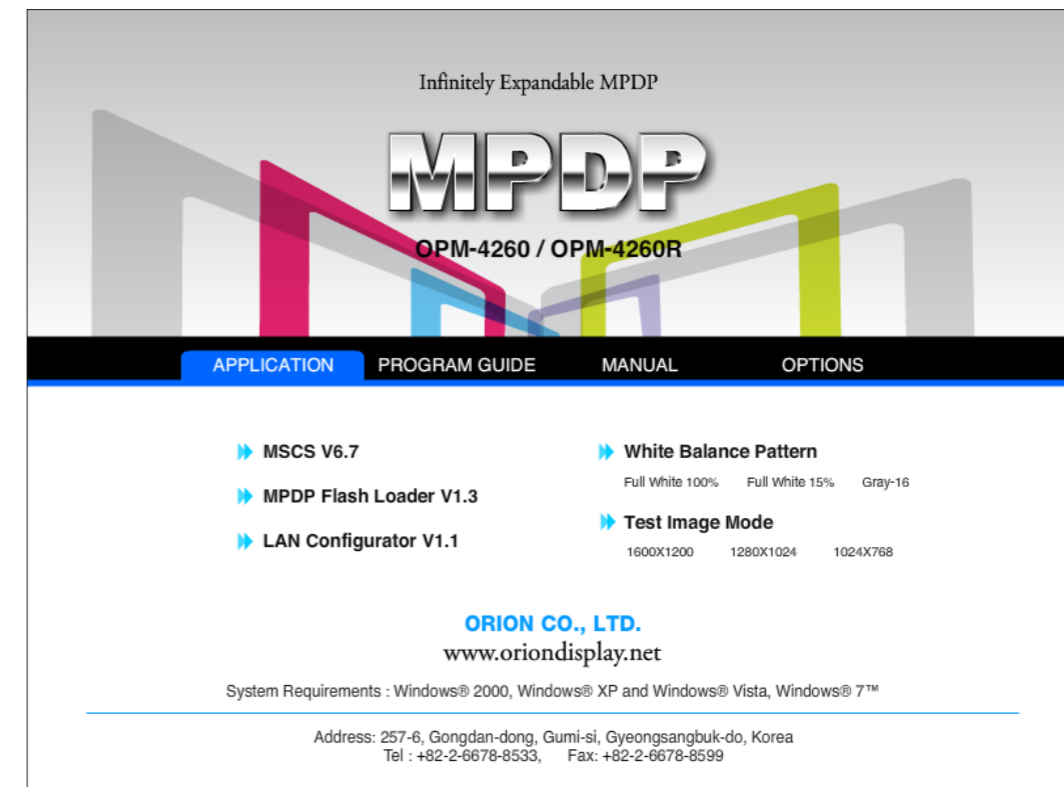 Infinitely Expandable MPDP
MPDP
OPM-4260 / OPM-4260R
APPLICATION PROGRAM GUIDE MANUAL OPTIONS
MSCS V6.7
MPDP Flash Loader V1.3
LAN Configurator V1.1
White Balance Pattern
Full White 100% Full White 15% Gray-16
Test Image Mode
1600X1200 1280X1024 1024X768
ORION CO., LTD.
www.oriondisplay.net
System Requirements : Windows® 2000, Windows® XP and Windows® Vista, Windows® 7™
Address: 257-6, Gongdan-dong, Gumi-si, Gyeongsangbuk-do, Korea
Tel : +82-2-6678-8533, Fax: +82-2-6678-8599